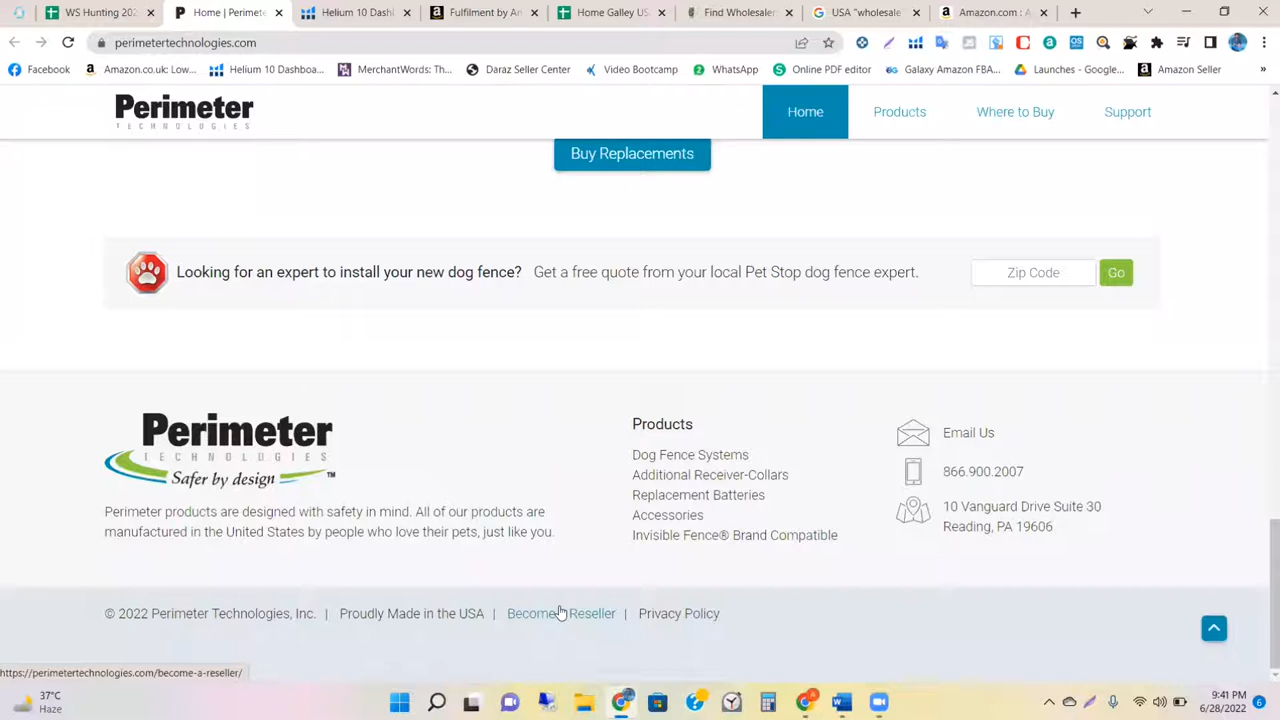 WS Hunting 202
Home | Perimeter
Helium 10 Dash
Fulfilment by Am
Home Galley US
Find Wholesaler
USA "wholesale
Amazon.com : A
perimetertechnologies.com
Facebook
Amazon.co.uk: Low...
Helium 10 Dashboa...
MerchantWords: Th...
Daraz Seller Center
Video Bootcamp
WhatsApp
Online PDF editor
Galaxy Amazon FBA...
Launches - Google...
Amazon Seller
Perimeter
TECHNOLOGIES
Home
Products
Where to Buy
Support
Buy Replacements
Looking for an expert to install your new dog fence? Get a free quote from your local Pet Stop dog fence expert.
Zip Code
Go
Perimeter
TECHNOLOGIES
Safer by design™
Perimeter products are designed with safety in mind. All of our products are
manufactured in the United States by people who love their pets, just like you.
Products
Dog Fence Systems
Additional Receiver-Collars
Replacement Batteries
Accessories
Invisible Fence® Brand Compatible
Email Us
866.900.2007
10 Vanguard Drive Suite 30
Reading, PA 19606
© 2022 Perimeter Technologies, Inc. | Proudly Made in the USA | Become Reseller | Privacy Policy
https://perimetertechnologies.com/become-a-reseller/
37°C
Haze
9:41 PM
6/28/2022
6